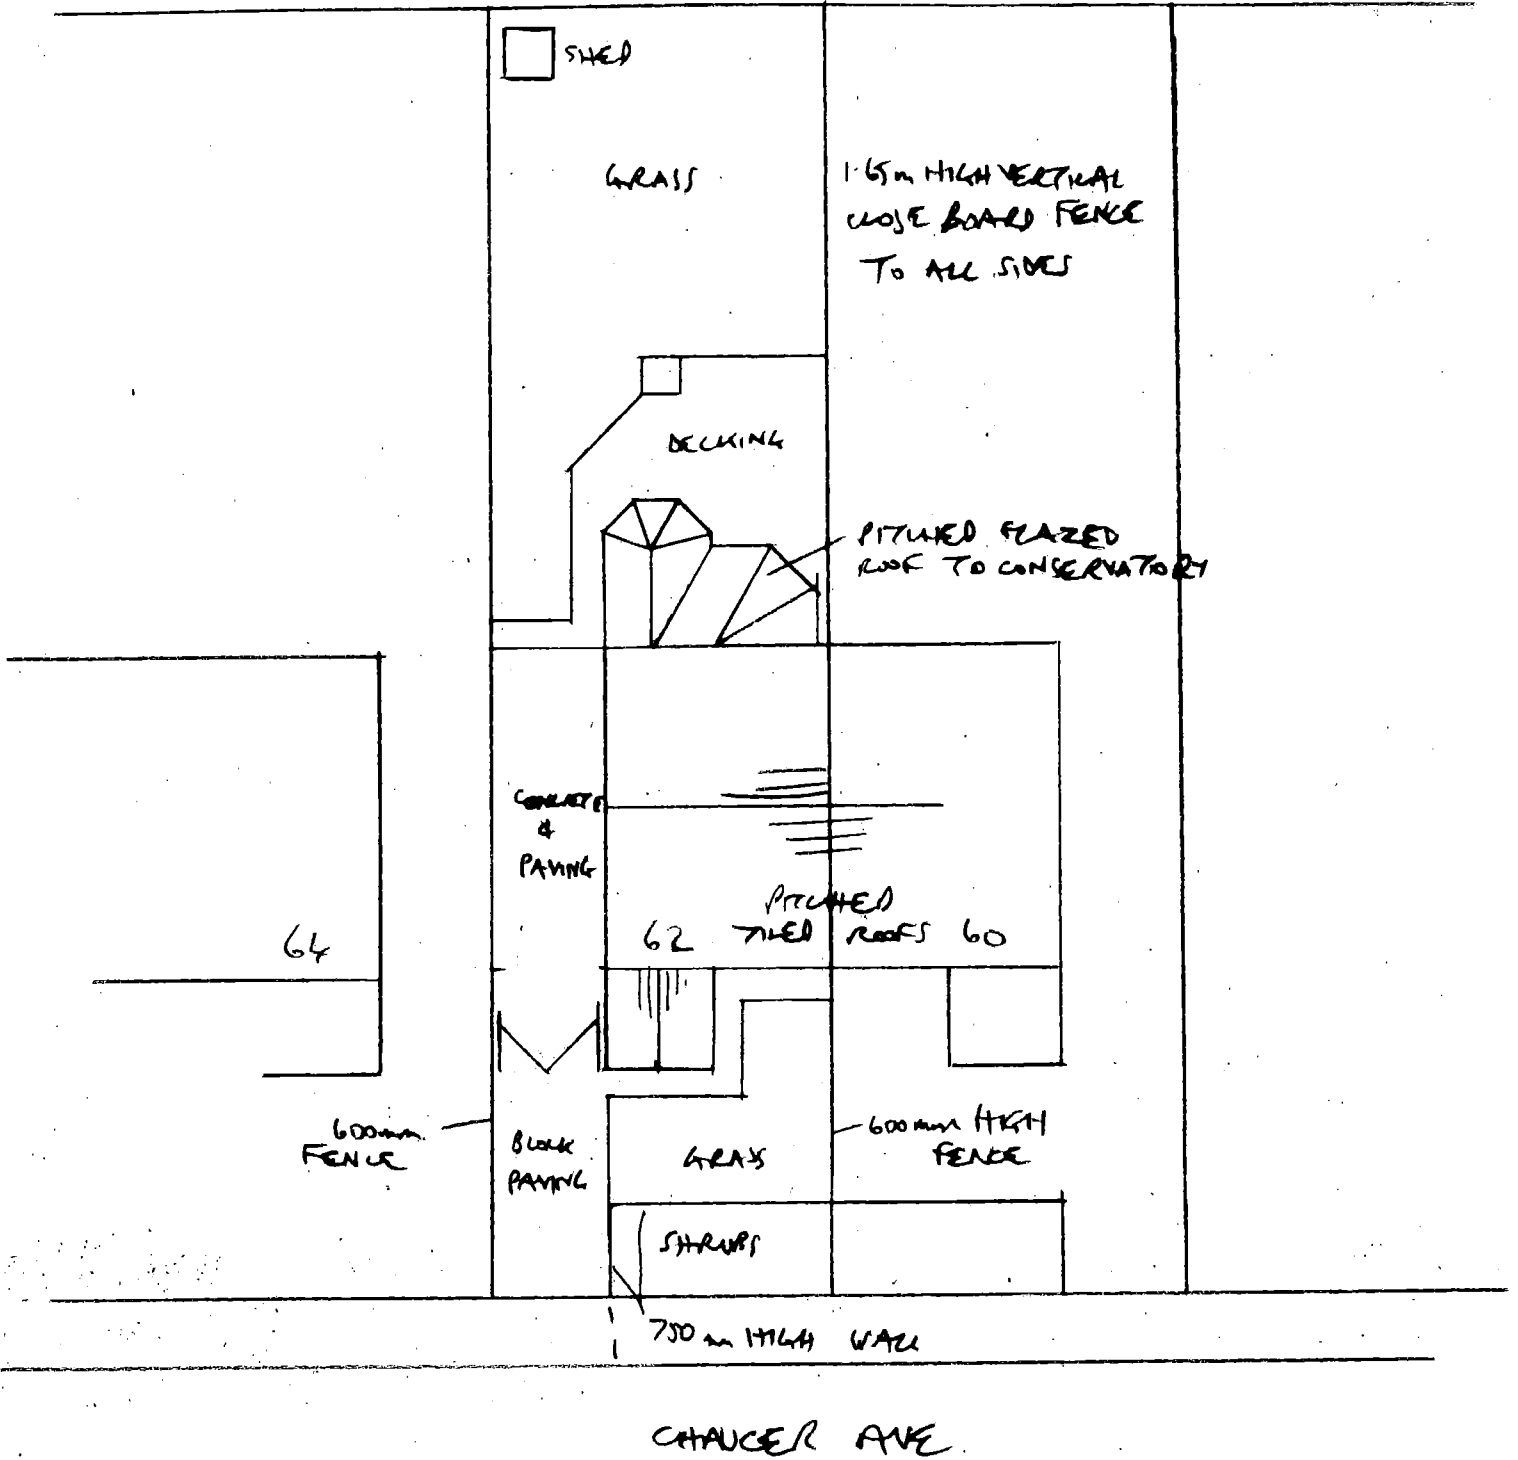 SHED
GRASS
1.65m HIGH VERTICAL
CLOSE BOARD FENCE
TO ALL SIDES
DECKING
PITCHED GLAZED
ROOF TO CONSERVATORY
CONCRETE
&
PAVING
PITCHED
TILED ROOFS
64
62
60
600mm
FENCE
BLOCK
PAVING
GRASS
600mm HIGH
FENCE
SHRUBS
750mm HIGH WALL
CHAUCER AVE